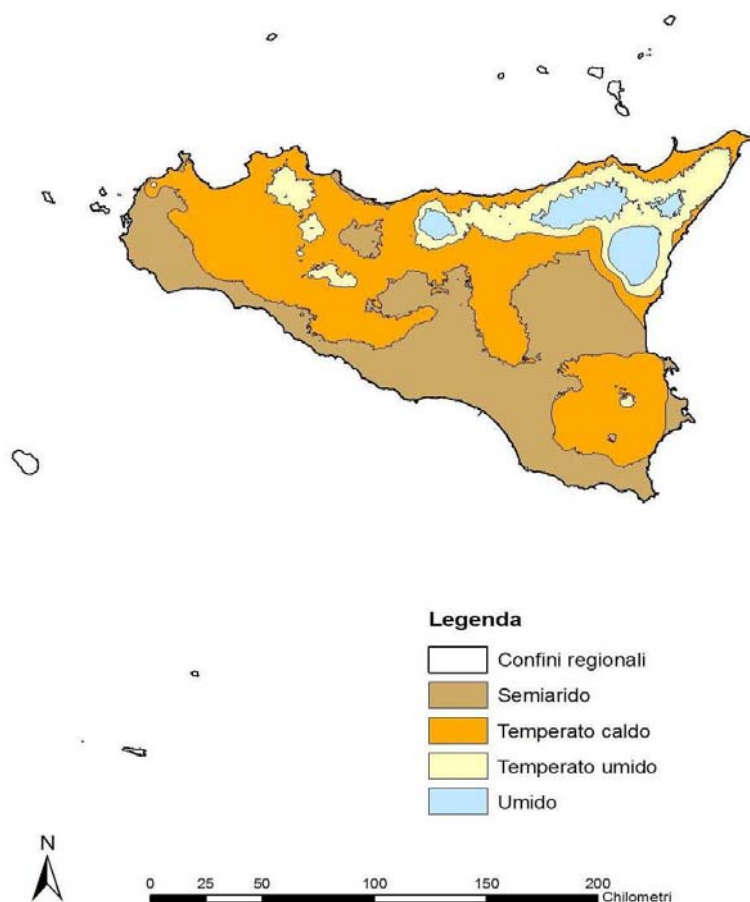 Legenda
Confini regionali
Semiarido
Temperato caldo
Temperato umido
Umido
N
0 25 50 100 150 200
Chilometri